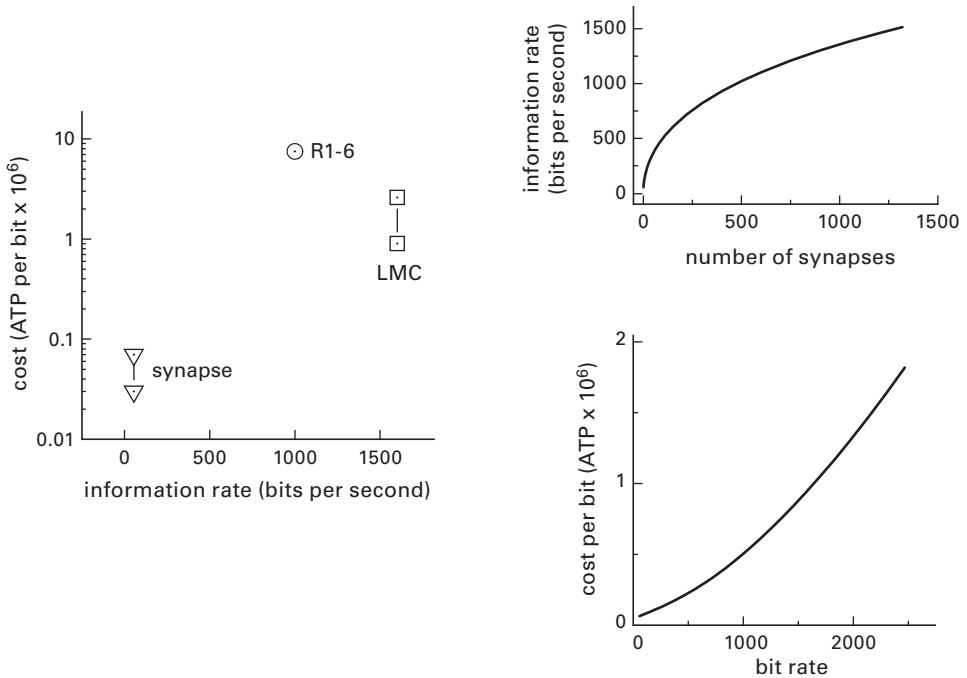 cost (ATP per bit x 10⁶)
10
1
0.1
0.01
R1-6
LMC
synapse
0 500 1000 1500
information rate (bits per second)
information rate
(bits per second)
1500
1000
500
0
0 500 1000 1500
number of synapses
cost per bit (ATP x 10⁶)
2
1
0
0 1000 2000
bit rate